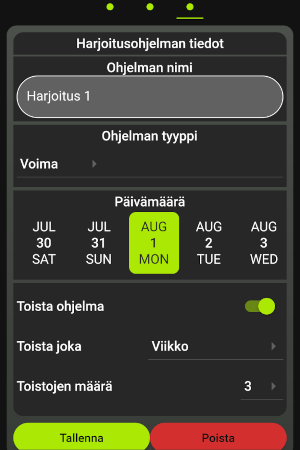 Harjoitusohjelman tiedot
Ohjelman nimi
Harjoitus 1
Ohjelman tyyppi
Voima
Päivämäärä
JUL JUL AUG AUG AUG
30 31 1 2 3
SAT SUN MON TUE WED
Toista ohjelma
Toista joka Viikko
Toistojen määrä 3
Tallenna Poista